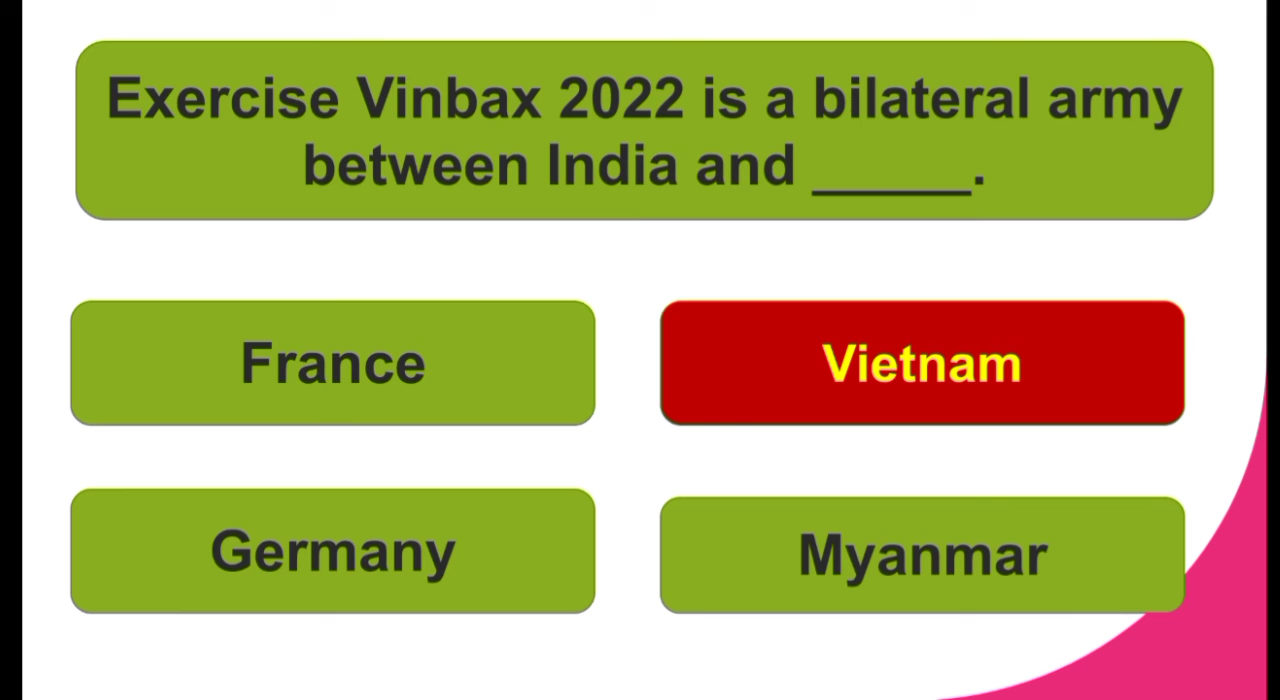 Exercise Vinbax 2022 is a bilateral army
between India and _____.
France
Vietnam
Germany
Myanmar